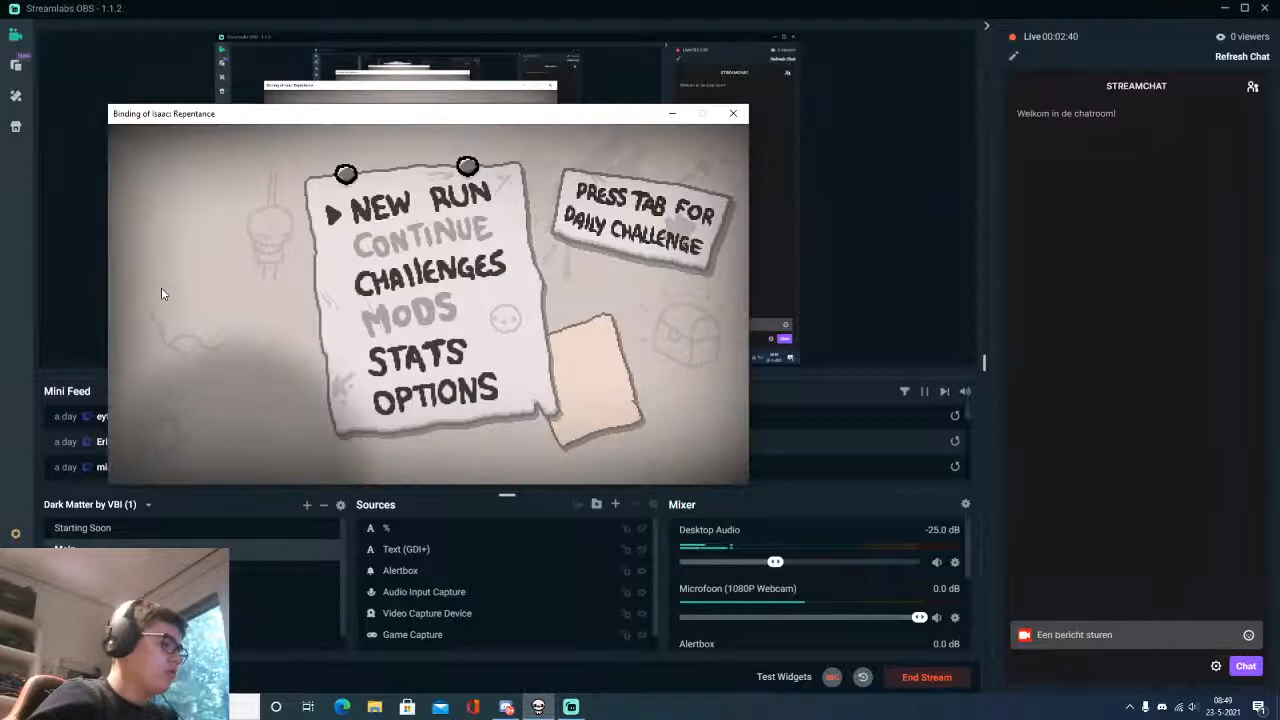 Streamlabs OBS - 1.1.2
Live 00:02:40
0 viewers
Chat
STREAMCHAT
Welkom in de chatroom!
Binding of Isaac: Repentance
NEW RUN
CONTINUE
CHALLENGES
MODS
STATS
OPTIONS
PRESS TAB FOR
DAILY CHALLENGE
Mini Feed
a day
a day
a day
Dark Matter by VBI (1)
Starting Soon
Sources
%
Text (GDI+)
Alertbox
Audio Input Capture
Video Capture Device
Game Capture
Mixer
Desktop Audio
-25.0 dB
Microfoon (1080P Webcam)
0.0 dB
Alertbox
0.0 dB
Een bericht sturen
Chat
Test Widgets
REC
End Stream
08:49
23-5-2021